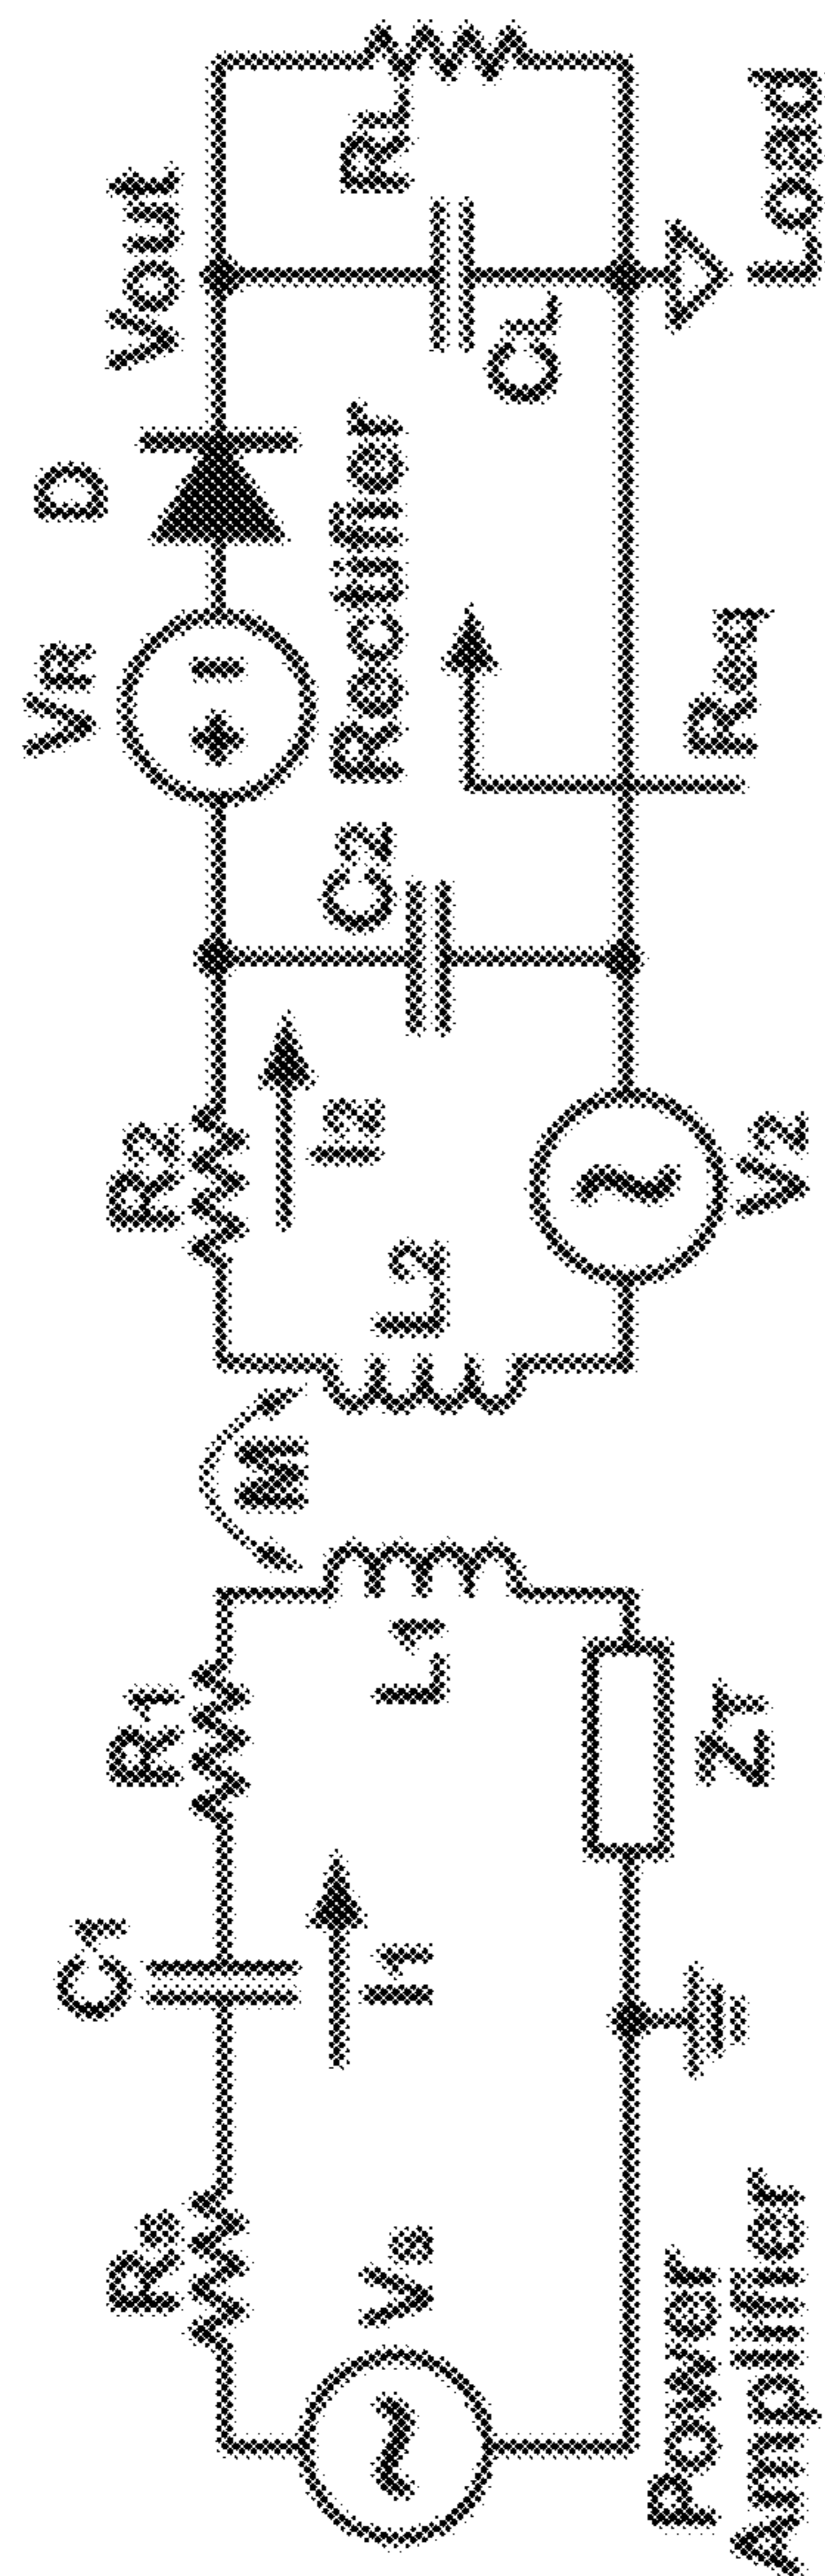 Rs
C1
R1
M
R2
VR
D
Vout
Vs
I1
L1
L2
I2
C2
Rectifier
CL
RL
Power
Amplifier
ZT
V2
Req
Load